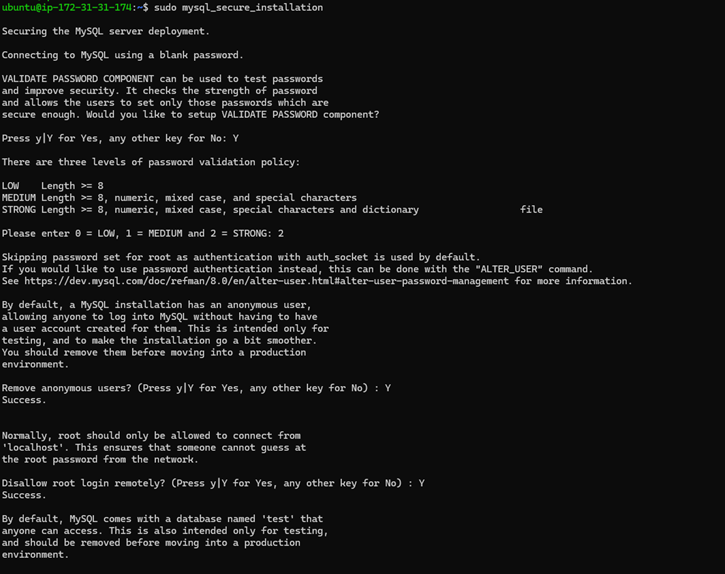 ubuntu@ip-172-31-31-174:~$ sudo mysql_secure_installation
Securing the MySQL server deployment.
Connecting to MySQL using a blank password.
VALIDATE PASSWORD COMPONENT can be used to test passwords
and improve security. It checks the strength of password
and allows the users to set only those passwords which are
secure enough. Would you like to setup VALIDATE PASSWORD component?
Press y|Y for Yes, any other key for No: Y
There are three levels of password validation policy:
LOW    Length >= 8
MEDIUM Length >= 8, numeric, mixed case, and special characters
STRONG Length >= 8, numeric, mixed case, special characters and dictionary                 file
Please enter 0 = LOW, 1 = MEDIUM and 2 = STRONG: 2
Skipping password set for root as authentication with auth_socket is used by default.
If you would like to use password authentication instead, this can be done with the "ALTER_USER" command.
See https://dev.mysql.com/doc/refman/8.0/en/alter-user.html#alter-user-password-management for more information.
By default, a MySQL installation has an anonymous user,
allowing anyone to log into MySQL without having to have
a user account created for them. This is intended only for
testing, and to make the installation go a bit smoother.
You should remove them before moving into a production
environment.
Remove anonymous users? (Press y|Y for Yes, any other key for No) : Y
Success.
Normally, root should only be allowed to connect from
'localhost'. This ensures that someone cannot guess at
the root password from the network.
Disallow root login remotely? (Press y|Y for Yes, any other key for No) : Y
Success.
By default, MySQL comes with a database named 'test' that
anyone can access. This is also intended only for testing,
and should be removed before moving into a production
environment.